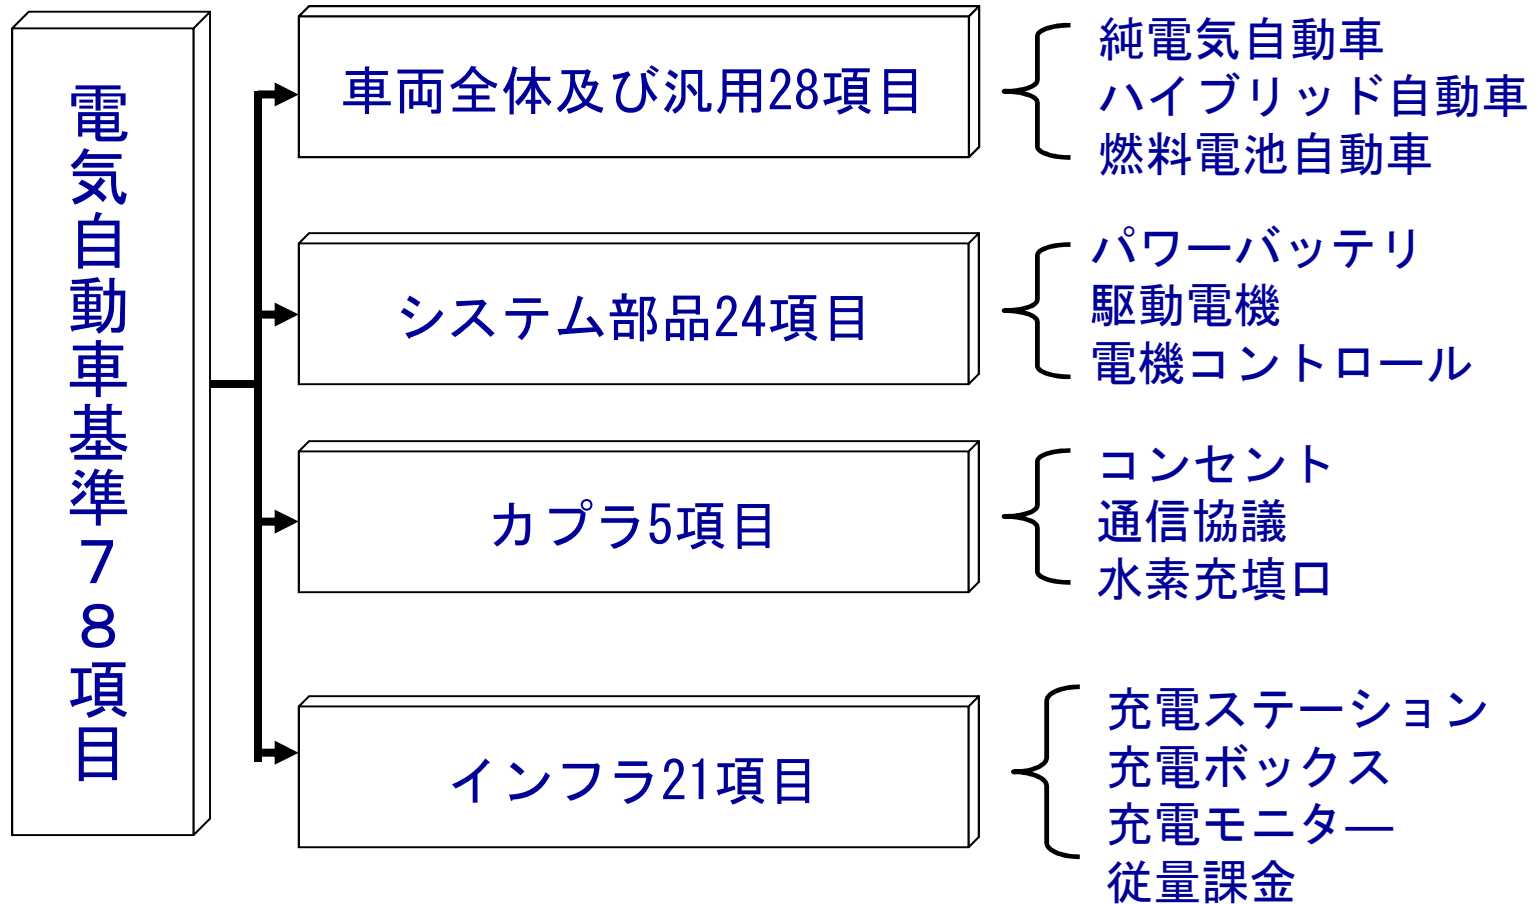 電気自動車基準７８項目
車両全体及び汎用28項目
純電気自動車
ハイブリッド自動車
燃料電池自動車
システム部品24項目
パワーバッテリ
駆動電機
電機コントロール
カプラ5項目
コンセント
通信協議
水素充填口
インフラ21項目
充電ステーション
充電ボックス
充電モニタ―
従量課金